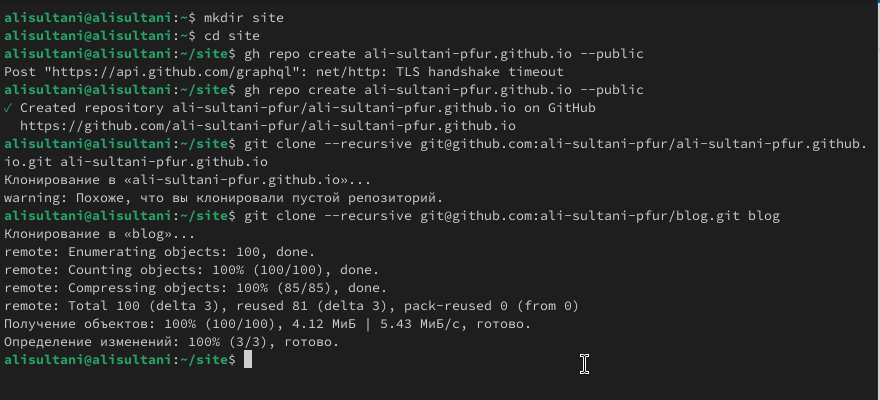 alisultani@alisultani:~$ mkdir site
alisultani@alisultani:~$ cd site
alisultani@alisultani:~/site$ gh repo create ali-sultani-pfur.github.io --public
Post "https://api.github.com/graphql": net/http: TLS handshake timeout
alisultani@alisultani:~/site$ gh repo create ali-sultani-pfur.github.io --public
✓ Created repository ali-sultani-pfur/ali-sultani-pfur.github.io on GitHub
  https://github.com/ali-sultani-pfur/ali-sultani-pfur.github.io
alisultani@alisultani:~/site$ git clone --recursive git@github.com:ali-sultani-pfur/ali-sultani-pfur.github.
io.git ali-sultani-pfur.github.io
Клонирование в «ali-sultani-pfur.github.io»...
warning: Похоже, что вы клонировали пустой репозиторий.
alisultani@alisultani:~/site$ git clone --recursive git@github.com:ali-sultani-pfur/blog.git blog
Клонирование в «blog»...
remote: Enumerating objects: 100, done.
remote: Counting objects: 100% (100/100), done.
remote: Compressing objects: 100% (85/85), done.
remote: Total 100 (delta 3), reused 81 (delta 3), pack-reused 0 (from 0)
Получение объектов: 100% (100/100), 4.12 МиБ | 5.43 МиБ/с, готово.
Определение изменений: 100% (3/3), готово.
alisultani@alisultani:~/site$